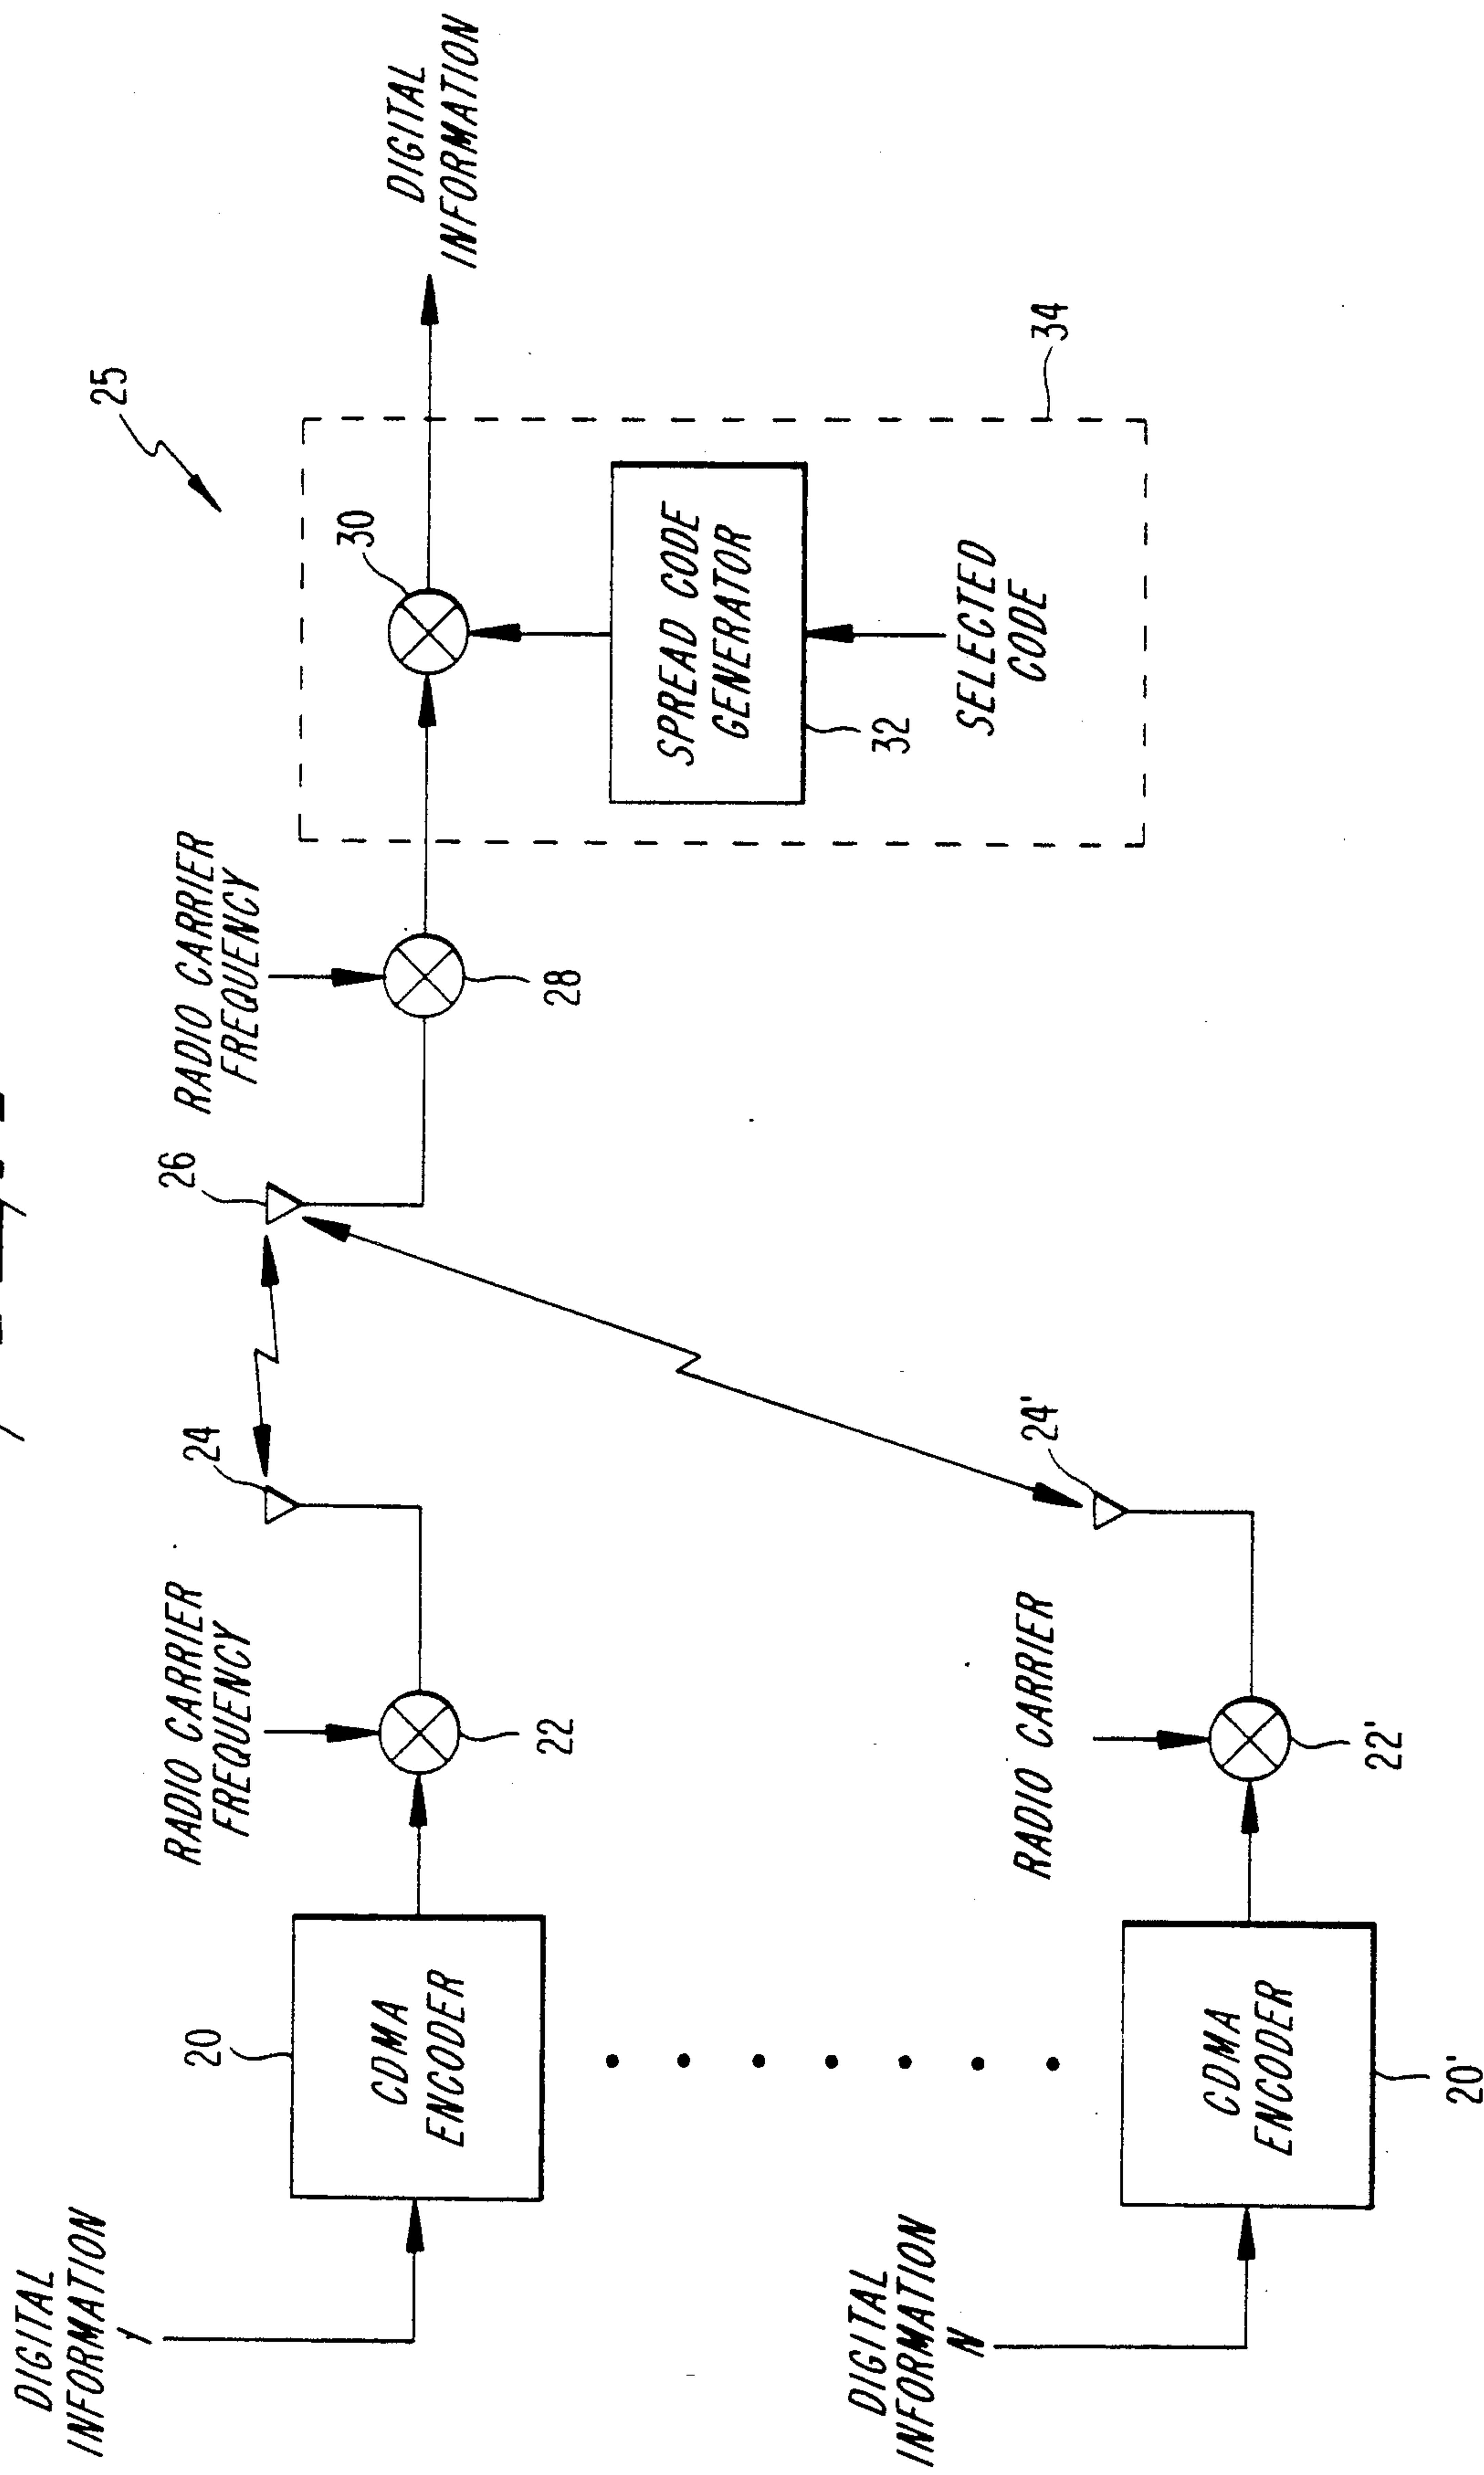 DIGITAL
INFORMATION
1
20
CDMA
ENCODER
RADIO CARRIER
FREQUENCY
22
24
26
RADIO CARRIER
FREQUENCY
28
25
30
SPREAD CODE
GENERATOR
32
SELECTED
CODE
34
DIGITAL
INFORMATION
DIGITAL
INFORMATION
N
CDMA
ENCODER
20'
RADIO CARRIER
22'
24'